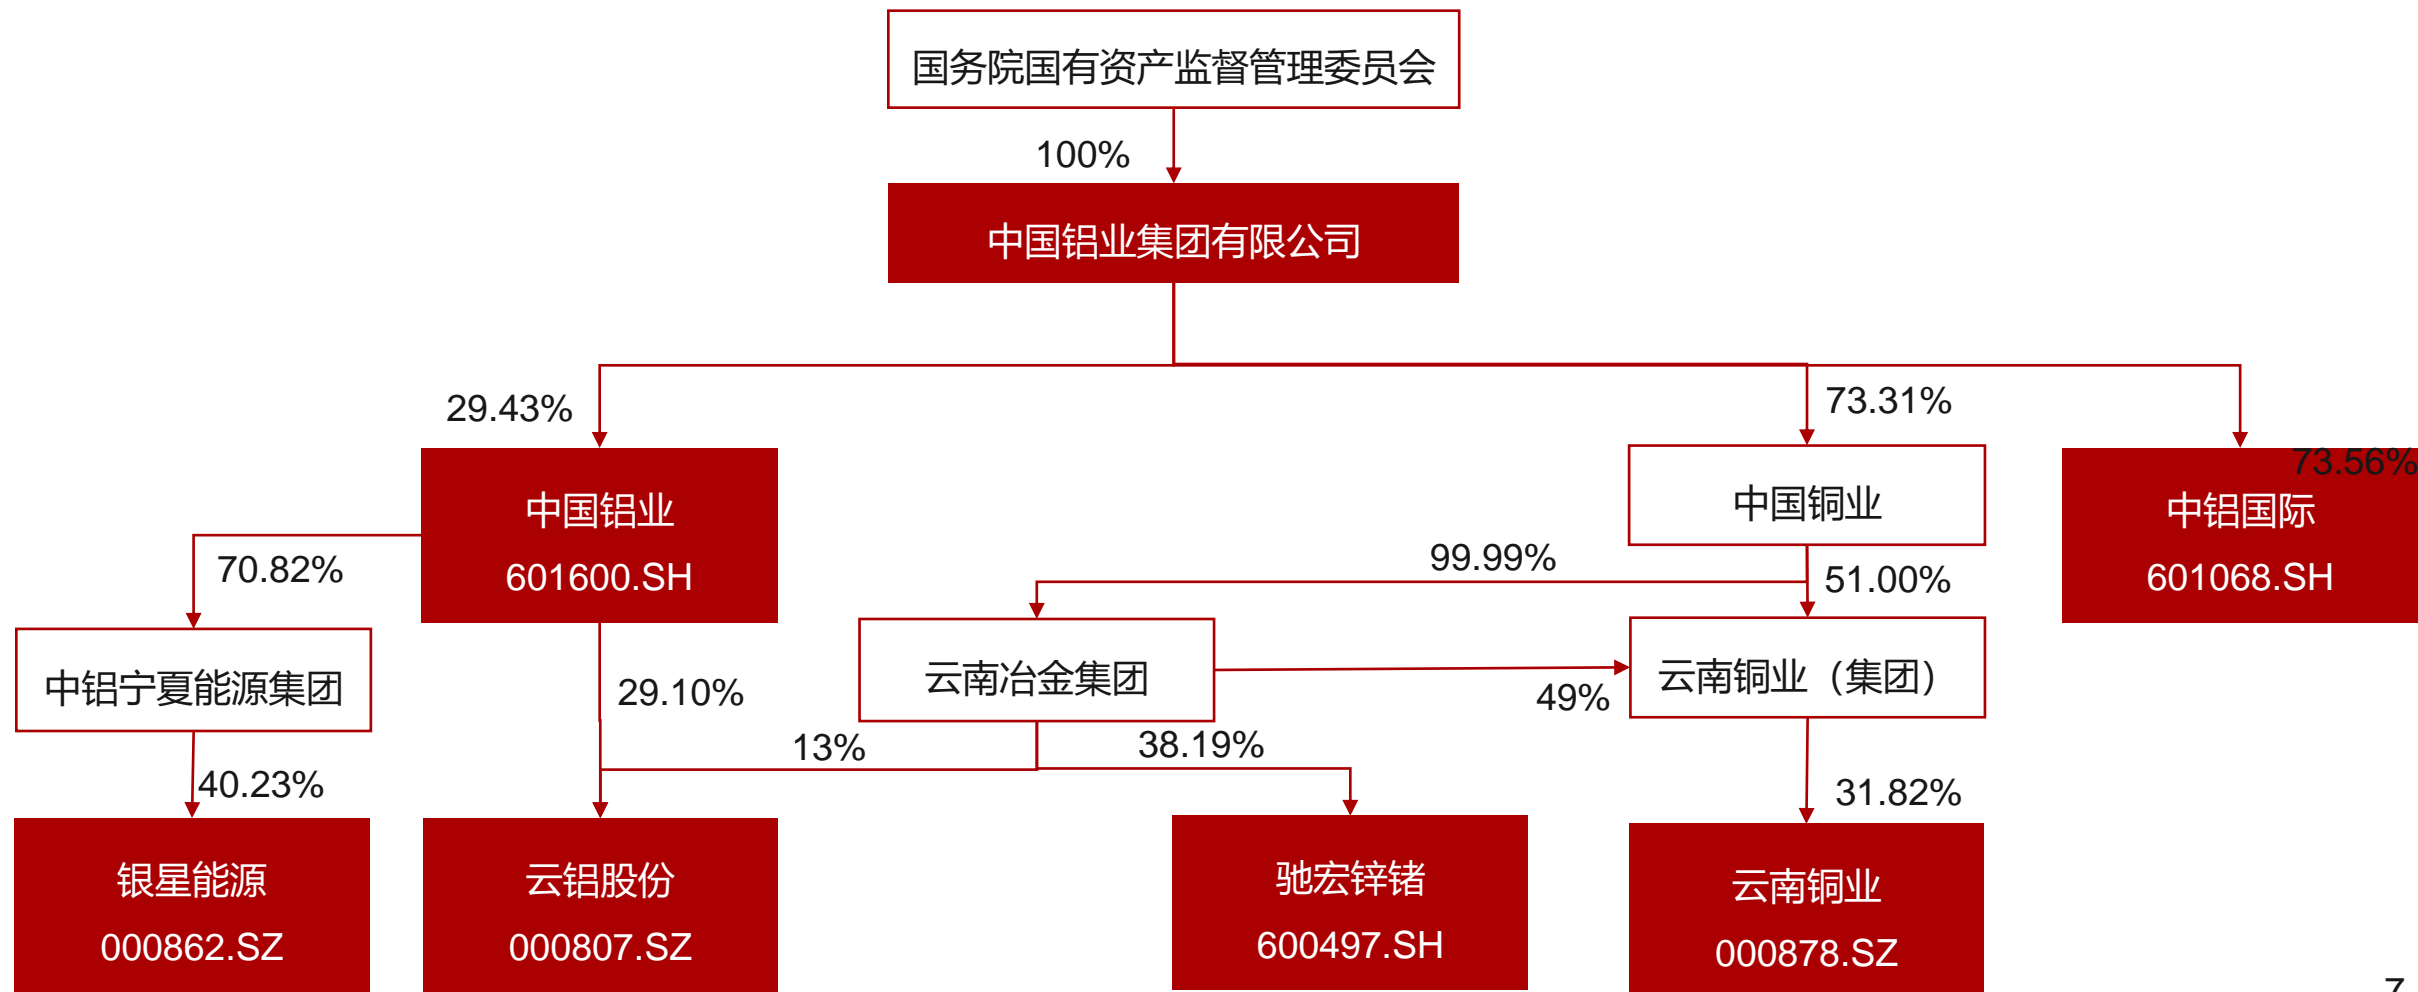 国务院国有资产监督管理委员会
100%
中国铝业集团有限公司
29.43%
73.31%
73.56%
中国铝业
601600.SH
中国铜业
中铝国际
601068.SH
70.82%
99.99%
51.00%
中铝宁夏能源集团
29.10%
云南冶金集团
49%
云南铜业（集团）
13%
38.19%
40.23%
31.82%
银星能源
000862.SZ
云铝股份
000807.SZ
驰宏锌锗
600497.SH
云南铜业
000878.SZ
7